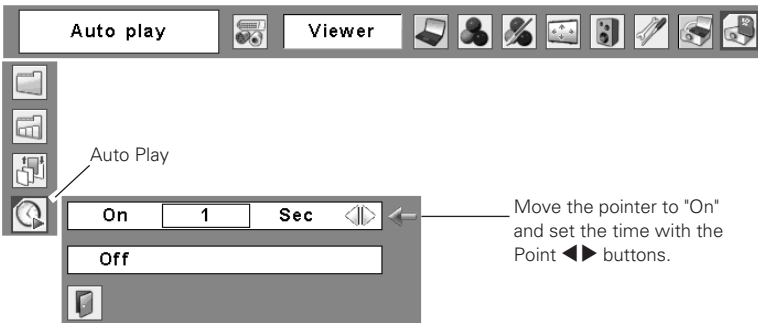 Auto play Viewer
Auto Play
On 1 Sec
Off
Move the pointer to "On"
and set the time with the
Point ◀▶ buttons.